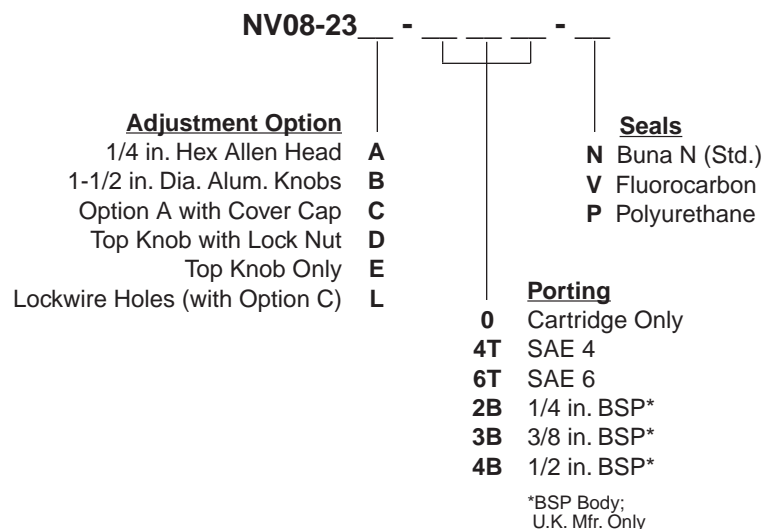 NV08-23__ - __ __ __ - __
Adjustment Option
1/4 in. Hex Allen Head A
1-1/2 in. Dia. Alum. Knobs B
Option A with Cover Cap C
Top Knob with Lock Nut D
Top Knob Only E
Lockwire Holes (with Option C) L
Seals
N Buna N (Std.)
V Fluorocarbon
P Polyurethane
Porting
0 Cartridge Only
4T SAE 4
6T SAE 6
2B 1/4 in. BSP*
3B 3/8 in. BSP*
4B 1/2 in. BSP*
*BSP Body;
U.K. Mfr. Only